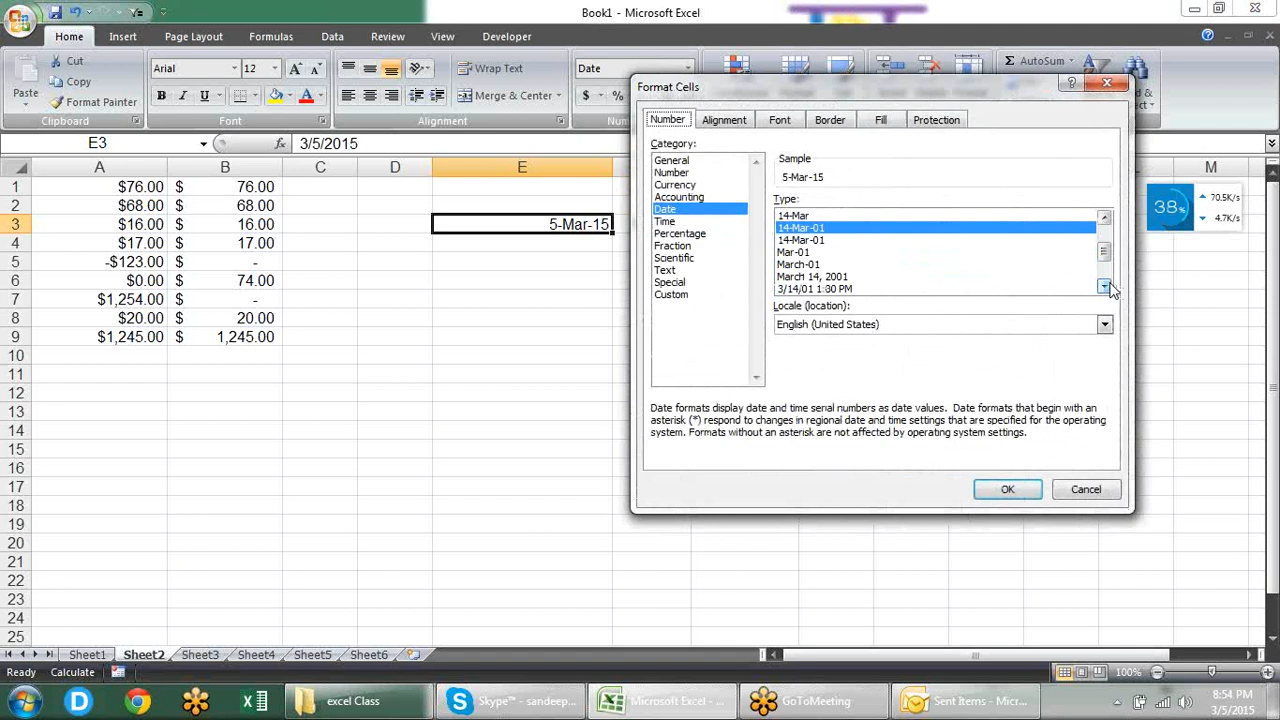 Book1 - Microsoft Excel
Home Insert Page Layout Formulas Data Review View Developer
Paste
Cut
Copy
Format Painter
Clipboard
Arial 12
B I U
Font
Wrap Text
Merge & Center
Alignment
Date
$ %
AutoSum
E3
3/5/2015
A B C D E M
1 $76.00 $ 76.00
2 $68.00 $ 68.00
3 $16.00 $ 16.00 5-Mar-15
4 $17.00 $ 17.00
5 -$123.00 $ -
6 $0.00 $ 74.00
7 $1,254.00 $ -
8 $20.00 $ 20.00
9 $1,245.00 $ 1,245.00
10
11
12
13
14
15
16
17
18
19
20
21
22
23
24
25
Format Cells
Number Alignment Font Border Fill Protection
Category:
General
Number
Currency
Accounting
Date
Time
Percentage
Fraction
Scientific
Text
Special
Custom
Sample
5-Mar-15
Type:
14-Mar
14-Mar-01
14-Mar-01
Mar-01
March-01
March 14, 2001
3/14/01 1:30 PM
Locale (location):
English (United States)
Date formats display date and time serial numbers as date values. Date formats that begin with an
asterisk (*) respond to changes in regional date and time settings that are specified for the operating
system. Formats without an asterisk are not affected by operating system settings.
OK Cancel
38%
70.5K/s
4.7K/s
Sheet1 Sheet2 Sheet3 Sheet4 Sheet5 Sheet6
Ready Calculate
100%
excel Class
Skype™ - sandeep...
Microsoft Excel - ...
GoToMeeting
Sent Items - Micr...
8:54 PM
3/5/2015